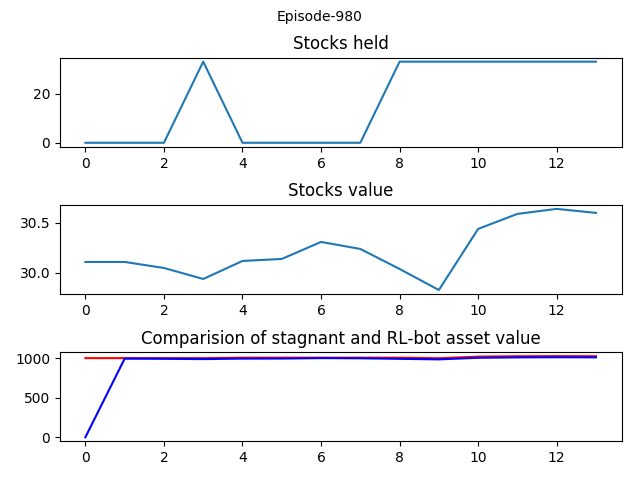 Episode-980
Stocks held
20
0
0 2 4 6 8 10 12
Stocks value
30.5
30.0
0 2 4 6 8 10 12
Comparision of stagnant and RL-bot asset value
1000
500
0
0 2 4 6 8 10 12